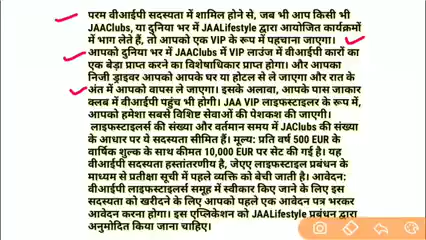 परम वीआईपी सदस्यता में शामिल होने से, जब भी आप किसी भी
JAAClubs, या दुनिया भर में JAALifestyle द्वारा आयोजित कार्यक्रमों
में भाग लेते हैं, तो आपको एक VIP के रूप में पहचाना जाएगा।
आपको दुनिया भर में JAAClubs में VIP लाउंज में वीआईपी कारों का
एक बेड़ा प्राप्त करने का विशेषाधिकार प्राप्त होगा। और आपका
निजी ड्राइवर आपको आपके घर या होटल से ले जाएगा और रात के
अंत में आपको वापस ले जाएगा। इसके अलावा, आपके पास जाकार
क्लब में वीआईपी पहुंच भी होगी। JAA VIP लाइफस्टाइलर के रूप में,
आपको हमेशा सबसे विशिष्ट सेवाओं की पेशकश की जाएगी।
लाइफस्टाइलर्स की संख्या और वर्तमान समय में JAClubs की संख्या
के आधार पर ये सदस्यता सीमित हैं। मूल्य: प्रति वर्ष 500 EUR के
वार्षिक शुल्क के साथ कीमत 10,000 EUR पर सेट की गई है। यह
वीआईपी सदस्यता हस्तांतरणीय है, जेएए लाइफस्टाइल प्रबंधन के
माध्यम से प्रतीक्षा सूची में पहले व्यक्ति को बेची जाती है। आवेदन:
वीआईपी लाइफस्टाइलर्स समूह में स्वीकार किए जाने के लिए इस
सदस्यता को खरीदने के लिए आपको पहले एक आवेदन पत्र भरकर
आवेदन करना होगा। इस एप्लिकेशन को JAALifestyle प्रबंधन द्वारा
अनुमोदित किया जाना चाहिए।